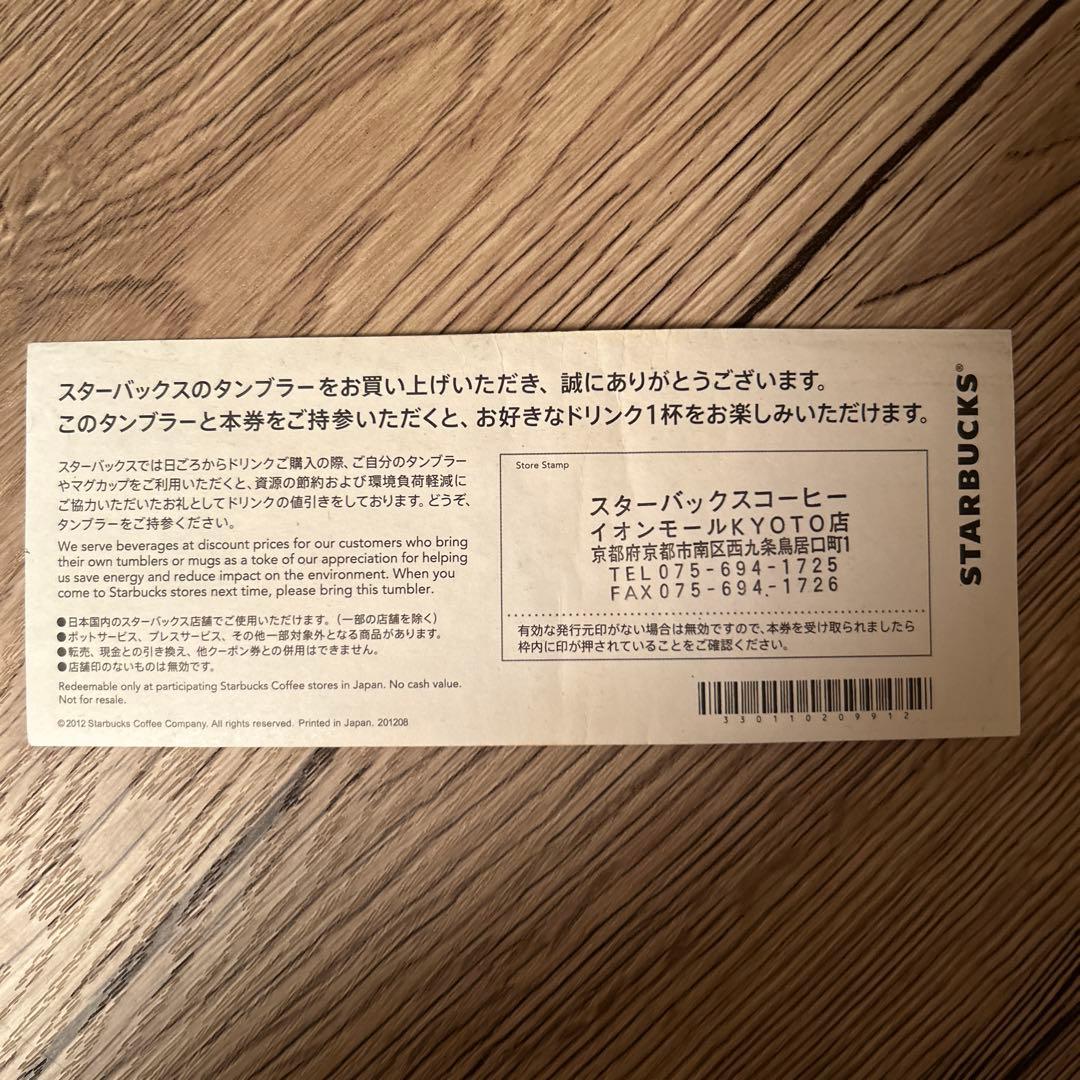 スターバックスのタンブラーをお買い上げいただき、誠にありがとうございます。
このタンブラーと本券をご持参いただくと、お好きなドリンク1杯をお楽しみいただけます。
スターバックスでは日ごろからドリンクご購入の際、ご自分のタンブラー
やマグカップをご利用いただくと、資源の節約および環境負荷軽減に
ご協力いただいたお礼としてドリンクの値引きをしております。どうぞ、
タンブラーをご持参ください。
We serve beverages at discount prices for our customers who bring
their own tumblers or mugs as a toke of our appreciation for helping
us save energy and reduce impact on the environment. When you
come to Starbucks stores next time, please bring this tumbler.
●日本国内のスターバックス店舗でご使用いただけます。(一部の店舗を除く)
●ポットサービス、プレスサービス、その他一部対象外となる商品があります。
●転売、現金との引き換え、他クーポン券との併用はできません。
●店舗印のないものは無効です。
Redeemable only at participating Starbucks Coffee stores in Japan. No cash value.
Not for resale.
©2012 Starbucks Coffee Company. All rights reserved. Printed in Japan. 201208
Store Stamp
スターバックスコーヒー
イオンモールKYOTO店
京都府京都市南区西九条鳥居口町1
TEL075-694-1725
FAX075-694-1726
有効な発行元印がない場合は無効ですので、本券を受け取られましたら
枠内に印が押されていることをご確認ください。
330110209912
STARBUCKS®